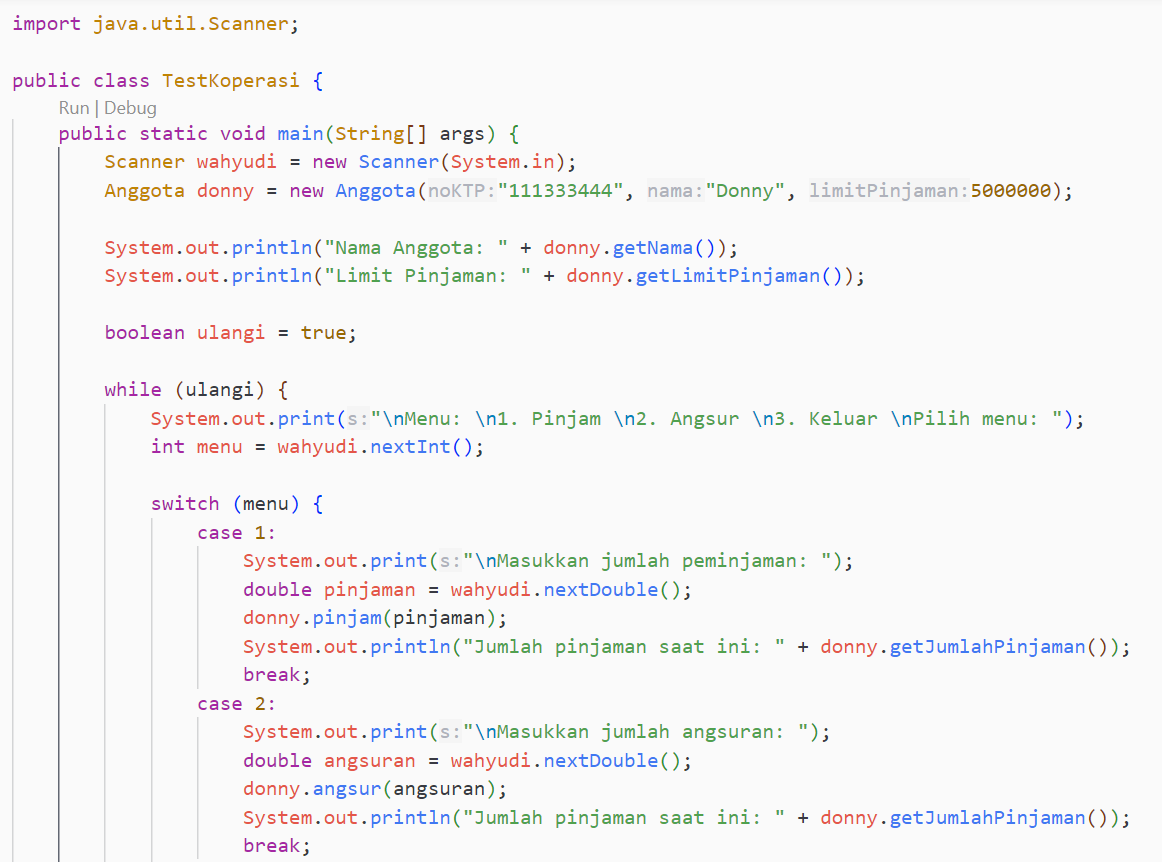 import java.util.Scanner;
public class TestKoperasi {
Run | Debug
public static void main(String[] args) {
Scanner wahyudi = new Scanner(System.in);
Anggota donny = new Anggota(noKTP:"111333444", nama:"Donny", limitPinjaman:5000000);
System.out.println("Nama Anggota: " + donny.getNama());
System.out.println("Limit Pinjaman: " + donny.getLimitPinjaman());
boolean ulangi = true;
while (ulangi) {
System.out.print(s:"\nMenu: \n1. Pinjam \n2. Angsur \n3. Keluar \nPilih menu: ");
int menu = wahyudi.nextInt();
switch (menu) {
case 1:
System.out.print(s:"\nMasukkan jumlah peminjaman: ");
double pinjaman = wahyudi.nextDouble();
donny.pinjam(pinjaman);
System.out.println("Jumlah pinjaman saat ini: " + donny.getJumlahPinjaman());
break;
case 2:
System.out.print(s:"\nMasukkan jumlah angsuran: ");
double angsuran = wahyudi.nextDouble();
donny.angsur(angsuran);
System.out.println("Jumlah pinjaman saat ini: " + donny.getJumlahPinjaman());
break;